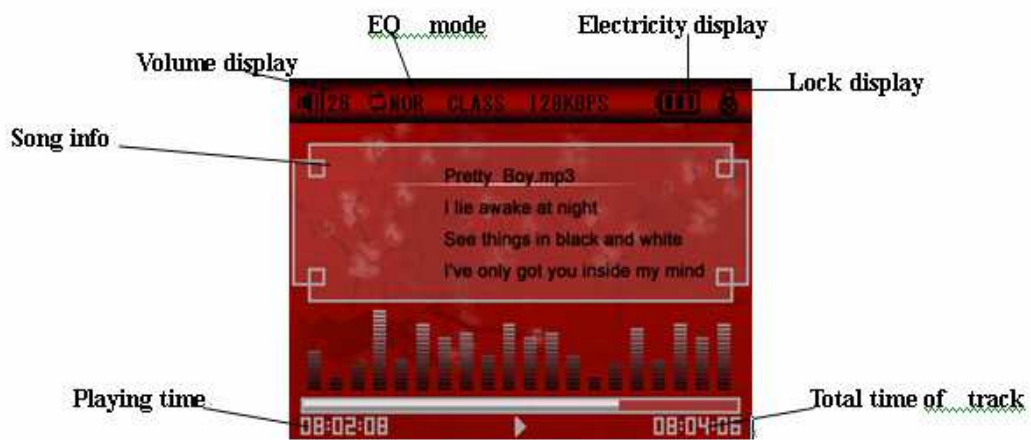 EQ mode
Electricity display
Volume display
Lock display
28 NOR CLASS 128KBPS
Song info
Pretty Boy.mp3
I lie awake at night
See things in black and white
I've only got you inside my mind
Playing time
Total time of track
08:02:08
08:04:06